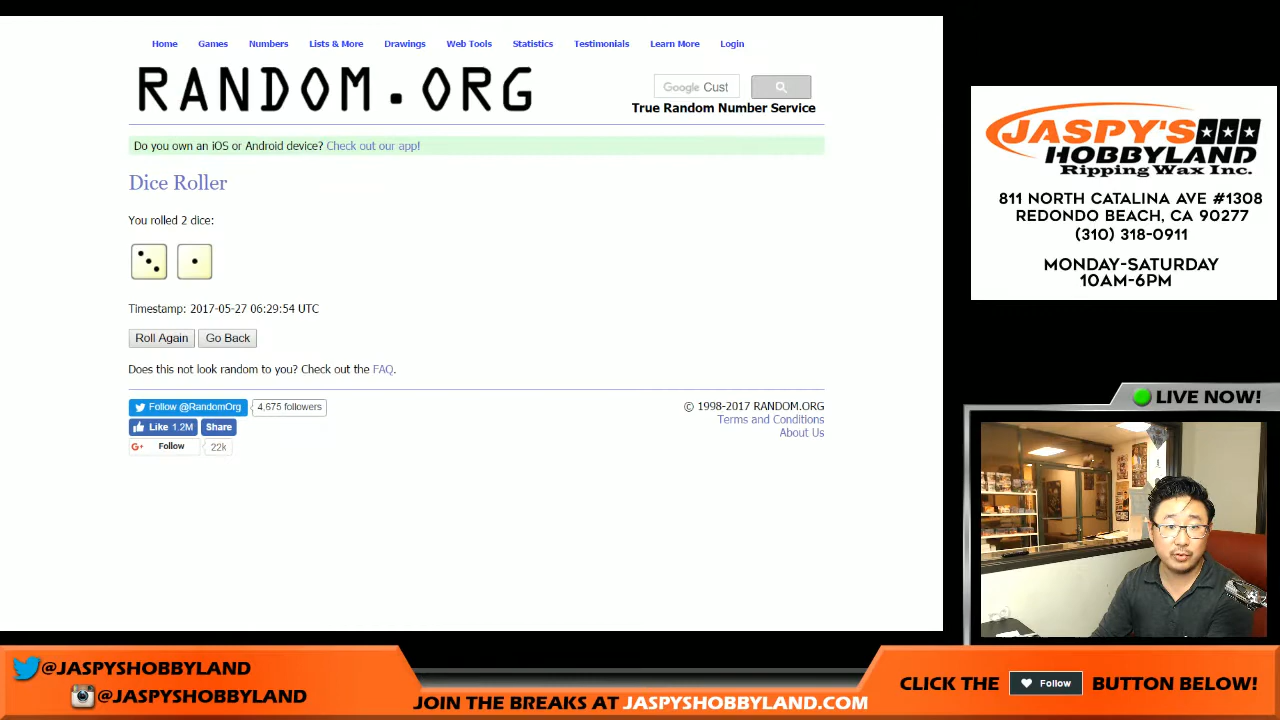 Home Games Numbers Lists & More Drawings Web Tools Statistics Testimonials Learn More Login
RANDOM.ORG
Google Cust
True Random Number Service
Do you own an iOS or Android device? Check out our app!
Dice Roller
You rolled 2 dice:
Timestamp: 2017-05-27 06:29:54 UTC
Roll Again Go Back
Does this not look random to you? Check out the FAQ.
Follow @RandomOrg 4,675 followers
Like 1.2M Share
G+ Follow 22k
© 1998-2017 RANDOM.ORG
Terms and Conditions
About Us
JASPY'S
HOBBYLAND
Ripping Wax Inc.
811 NORTH CATALINA AVE #1308
REDONDO BEACH, CA 90277
(310) 318-0911
MONDAY-SATURDAY
10AM-6PM
LIVE NOW!
@JASPYSHOBBYLAND
@JASPYSHOBBYLAND
JOIN THE BREAKS AT JASPYSHOBBYLAND.COM
CLICK THE Follow BUTTON BELOW!